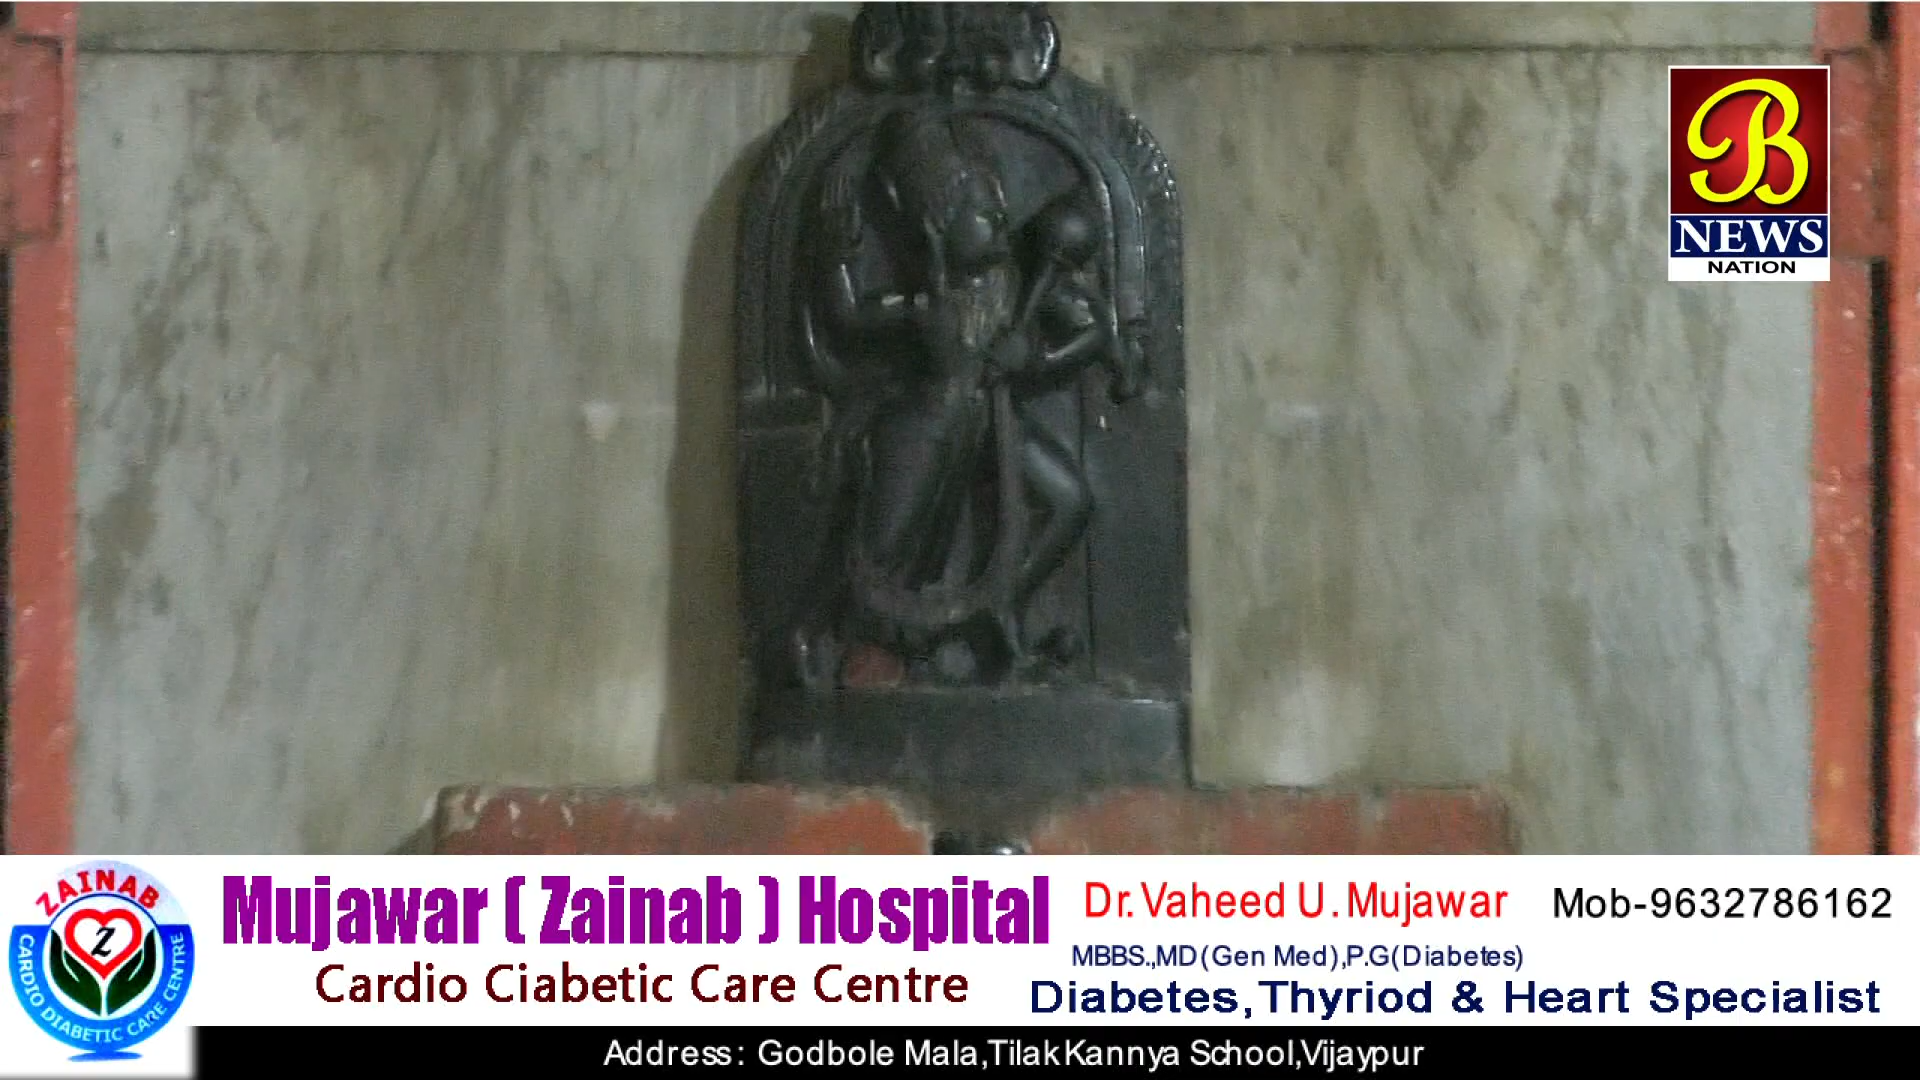 B
NEWS
NATION
ZAINAB
Z
CARDIO DIABETIC CARE CENTRE
Mujawar ( Zainab ) Hospital
Cardio Ciabetic Care Centre
Dr. Vaheed U. Mujawar
Mob-9632786162
MBBS.,MD(Gen Med),P.G(Diabetes)
Diabetes,Thyriod & Heart Specialist
Address: Godbole Mala,Tilak Kannya School,Vijaypur